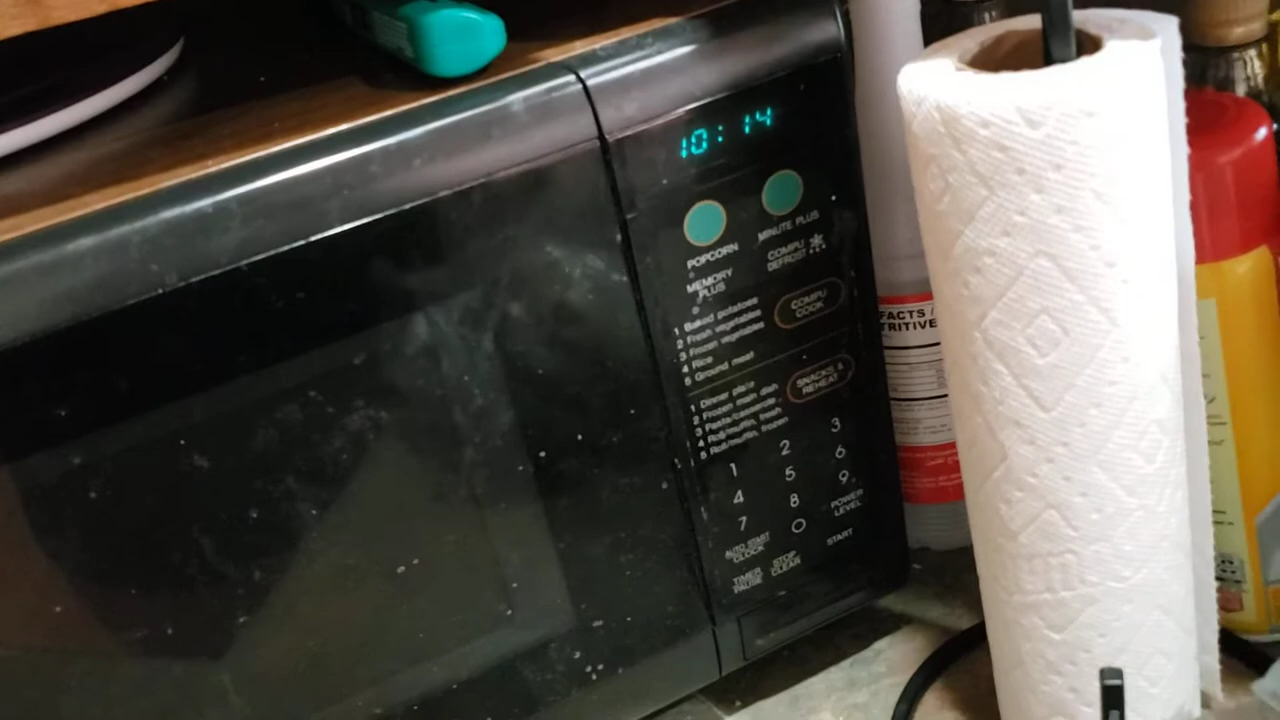 10:14
POPCORN
MINUTE PLUS
MEMORY
PLUS
COMPU
DEFROST
COMPU
COOK
1 Baked potatoes
2 Fresh vegetables
3 Frozen vegetables
4 Rice
5 Ground meat
SNACKS &
REHEAT
1 Dinner plate
2 Frozen main dish
3 Pasta/casserole
4 Roll/muffin, fresh
5 Roll/muffin, frozen
1 2 3
4 5 6
7 8 9
0
POWER
LEVEL
AUTO START
CLOCK
START
TIMER
PAUSE
STOP
CLEAR
FACTS /
TRITIVE